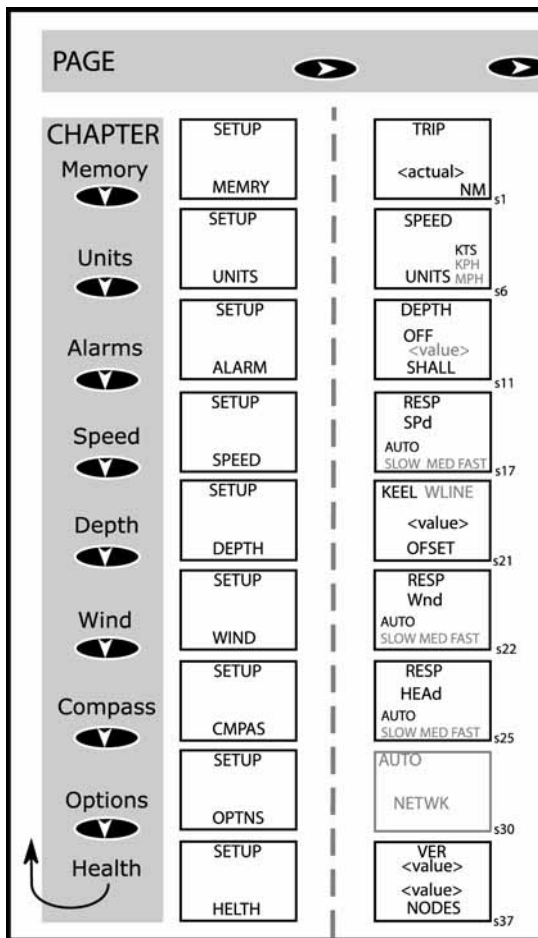 PAGE
CHAPTER
Memory
SETUP
MEMRY
TRIP
<actual>
NM
s1
Units
SETUP
UNITS
SPEED
KTS
KPH
UNITS MPH
s6
Alarms
SETUP
ALARM
DEPTH
OFF
<value>
SHALL
s11
Speed
SETUP
SPEED
RESP
SPd
AUTO
SLOW MED FAST
s17
Depth
SETUP
DEPTH
KEEL WLINE
<value>
OFSET
s21
Wind
SETUP
WIND
RESP
Wnd
AUTO
SLOW MED FAST
s22
Compass
SETUP
CMPAS
RESP
HEAd
AUTO
SLOW MED FAST
s25
Options
SETUP
OPTNS
AUTO
NETWK
s30
Health
SETUP
HELTH
VER
<value>
<value>
NODES
s37